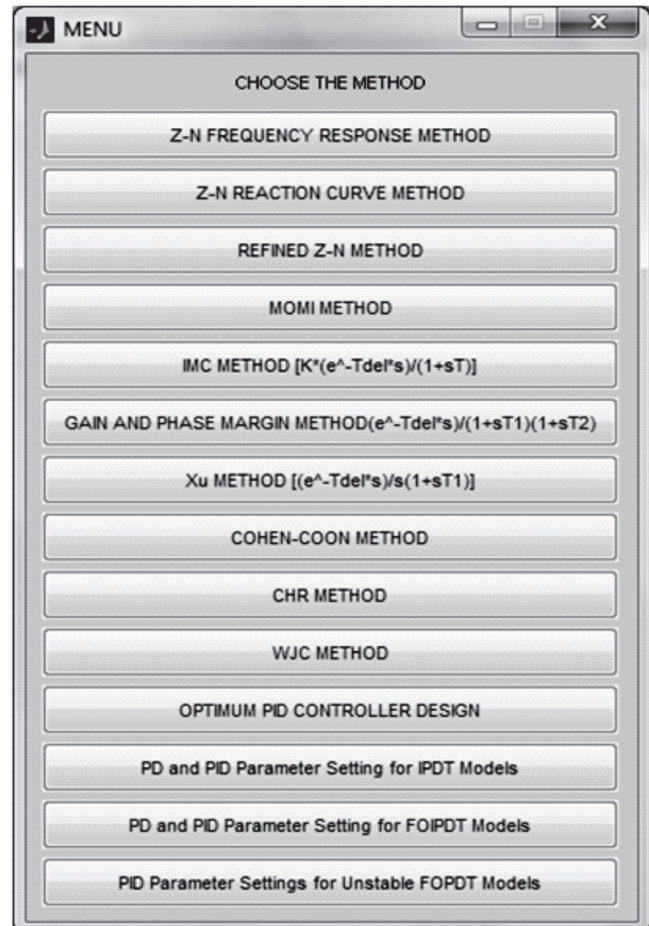 MENU
CHOOSE THE METHOD
Z-N FREQUENCY RESPONSE METHOD
Z-N REACTION CURVE METHOD
REFINED Z-N METHOD
MOMI METHOD
IMC METHOD [K*(e^-Tdel*s)/(1+sT)]
GAIN AND PHASE MARGIN METHOD(e^-Tdel*s)/(1+sT1)(1+sT2)
Xu METHOD [(e^-Tdel*s)/s(1+sT1)]
COHEN-COON METHOD
CHR METHOD
WJC METHOD
OPTIMUM PID CONTROLLER DESIGN
PD and PID Parameter Setting for IPDT Models
PD and PID Parameter Setting for FOIPDT Models
PID Parameter Settings for Unstable FOPDT Models